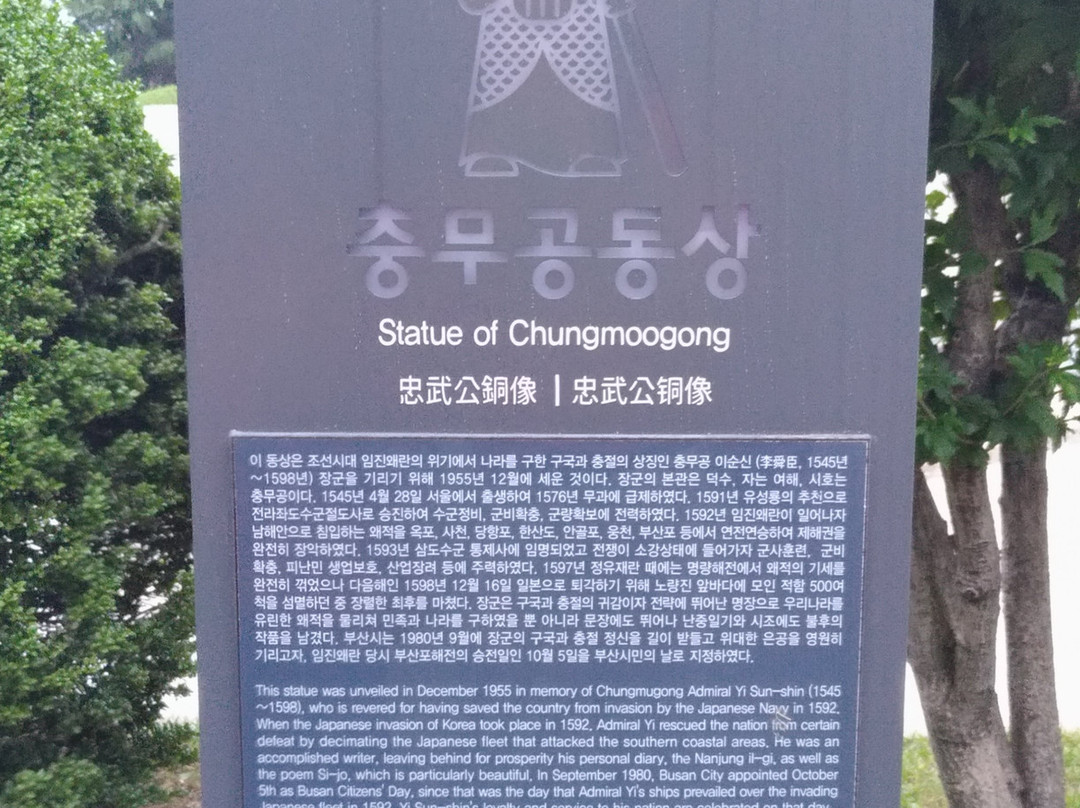 충무공동상
Statue of Chungmoogong
忠武公銅像 | 忠武公铜像
이 동상은 조선시대 임진왜란의 위기에서 나라를 구한 구국과 충절의 상징인 충무공 이순신 (李舜臣, 1545년
~1598년) 장군을 기리기 위해 1955년 12월에 세운 것이다. 장군의 본관은 덕수, 자는 여해, 시호는
충무공이다. 1545년 4월 28일 서울에서 출생하여 1576년 무과에 급제하였다. 1591년 유성룡의 추천으로
전라좌도수군절도사로 승진하여 수군정비, 군비확충, 군량확보에 전력하였다. 1592년 임진왜란이 일어나자
남해안으로 침입하는 왜적을 옥포, 사천, 당항포, 한산도, 안골포, 웅천, 부산포 등에서 연전연승하여 제해권을
완전히 장악하였다. 1593년 삼도수군 통제사에 임명되었고 전쟁이 소강상태에 들어가자 군사훈련, 군비
확충, 피난민 생업보호, 산업장려 등에 주력하였다. 1597년 정유재란 때에는 명량해전에서 왜적의 기세를
완전히 꺾었으나 다음해인 1598년 12월 16일 일본으로 퇴각하기 위해 노량진 앞바다에 모인 적함 500여
척을 섬멸하던 중 장렬한 최후를 마쳤다. 장군은 구국과 충절의 귀감이자 전략에 뛰어난 명장으로 우리나라를
유린한 왜적을 물리쳐 민족과 나라를 구하였을 뿐 아니라 문장에도 뛰어나 난중일기와 시조에도 불후의
작품을 남겼다. 부산시는 1980년 9월에 장군의 구국과 충절 정신을 길이 받들고 위대한 은공을 영원히
기리고자, 임진왜란 당시 부산포해전의 승전일인 10월 5일을 부산시민의 날로 지정하였다.
This statue was unveiled in December 1955 in memory of Chungmugong Admiral Yi Sun-shin (1545
~1598), who is revered for having saved the country from invasion by the Japanese Navy in 1592.
When the Japanese invasion of Korea took place in 1592, Admiral Yi rescued the nation from certain
defeat by decimating the Japanese fleet that attacked the southern coastal areas. He was an
accomplished writer, leaving behind for prosperity his personal diary, the Nanjung il-gi, as well as
the poem Si-jo, which is particularly beautiful. In September 1980, Busan City appointed October
5th as Busan Citizens' Day, since that was the day that Admiral Yi's ships prevailed over the invading
Japanese fleet in 1592. Yi Sun-shin's loyalty and service to his nation are celebrated on that day.